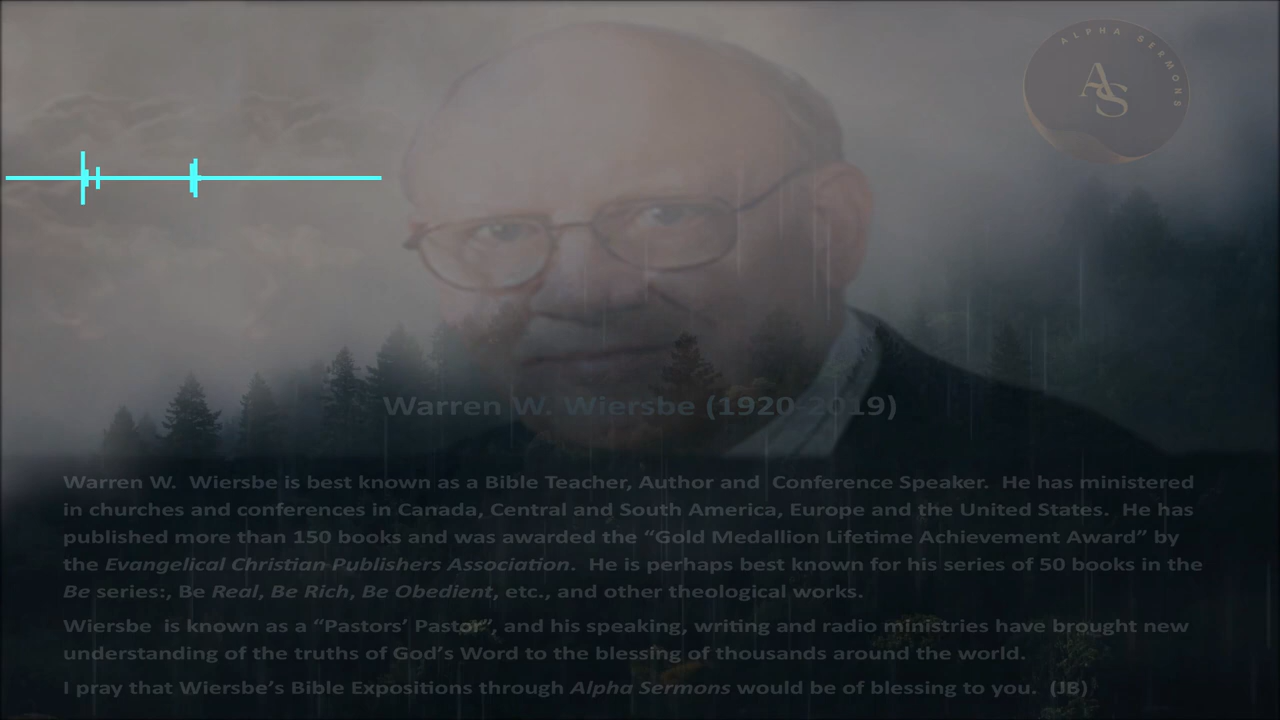 ALPHA SERMONS
AS
Warren W. Wiersbe (1920-2019)
Warren W.  Wiersbe is best known as a Bible Teacher, Author and  Conference Speaker.  He has ministered
in churches and conferences in Canada, Central and South America, Europe and the United States.  He has
published more than 150 books and was awarded the “Gold Medallion Lifetime Achievement Award” by
the Evangelical Christian Publishers Association.  He is perhaps best known for his series of 50 books in the
Be series:, Be Real, Be Rich, Be Obedient, etc., and other theological works.
Wiersbe  is known as a “Pastors’ Pastor”, and his speaking, writing and radio ministries have brought new
understanding of the truths of God’s Word to the blessing of thousands around the world.
I pray that Wiersbe’s Bible Expositions through Alpha Sermons would be of blessing to you.  (JB)